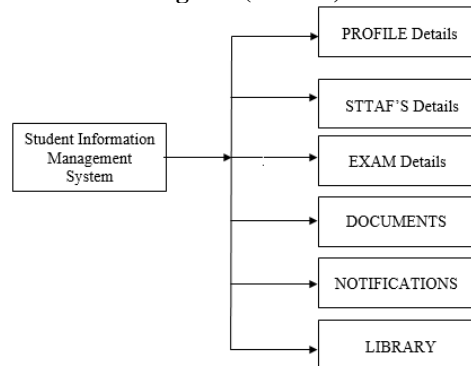 PROFILE Details
STTAF'S Details
Student Information
Management
System
EXAM Details
DOCUMENTS
NOTIFICATIONS
LIBRARY